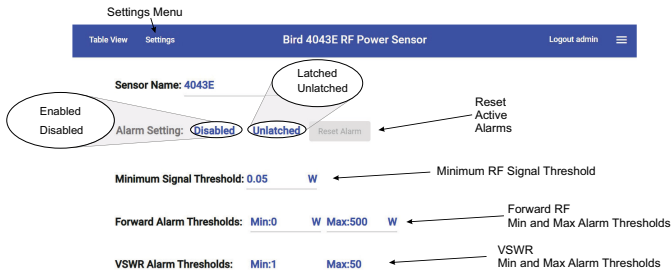 Settings Menu
Table View Settings Bird 4043E RF Power Sensor Logout admin
Latched
Unlatched
Sensor Name: 4043E
Enabled
Disabled
Reset
Active
Alarms
Alarm Setting: Disabled Unlatched Reset Alarm
Minimum RF Signal Threshold
Minimum Signal Threshold: 0.05 W
Forward RF
Min and Max Alarm Thresholds
Forward Alarm Thresholds: Min:0 W Max:500 W
VSWR
Min and Max Alarm Thresholds
VSWR Alarm Thresholds: Min:1 Max:50